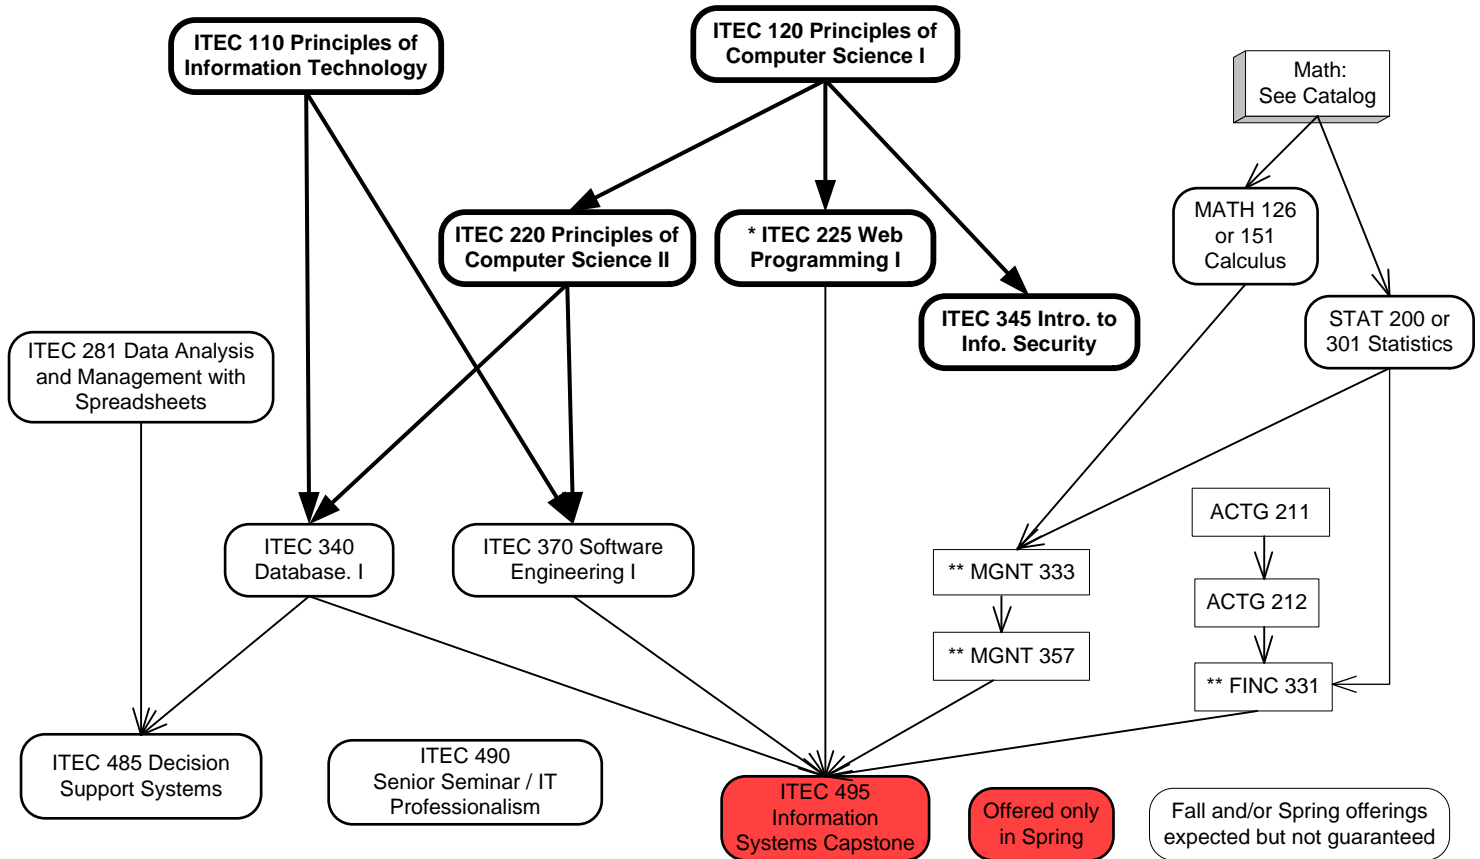 ITEC 110 Principles of
Information Technology
ITEC 120 Principles of
Computer Science I
Math:
See Catalog
ITEC 220 Principles of
Computer Science II
* ITEC 225 Web
Programming I
MATH 126
or 151
Calculus
ITEC 345 Intro. to
Info. Security
STAT 200 or
301 Statistics
ITEC 281 Data Analysis
and Management with
Spreadsheets
ITEC 340
Database. I
ITEC 370 Software
Engineering I
ACTG 211
** MGNT 333
ACTG 212
** MGNT 357
** FINC 331
ITEC 485 Decision
Support Systems
ITEC 490
Senior Seminar / IT
Professionalism
ITEC 495
Information
Systems Capstone
Offered only
in Spring
Fall and/or Spring offerings
expected but not guaranteed